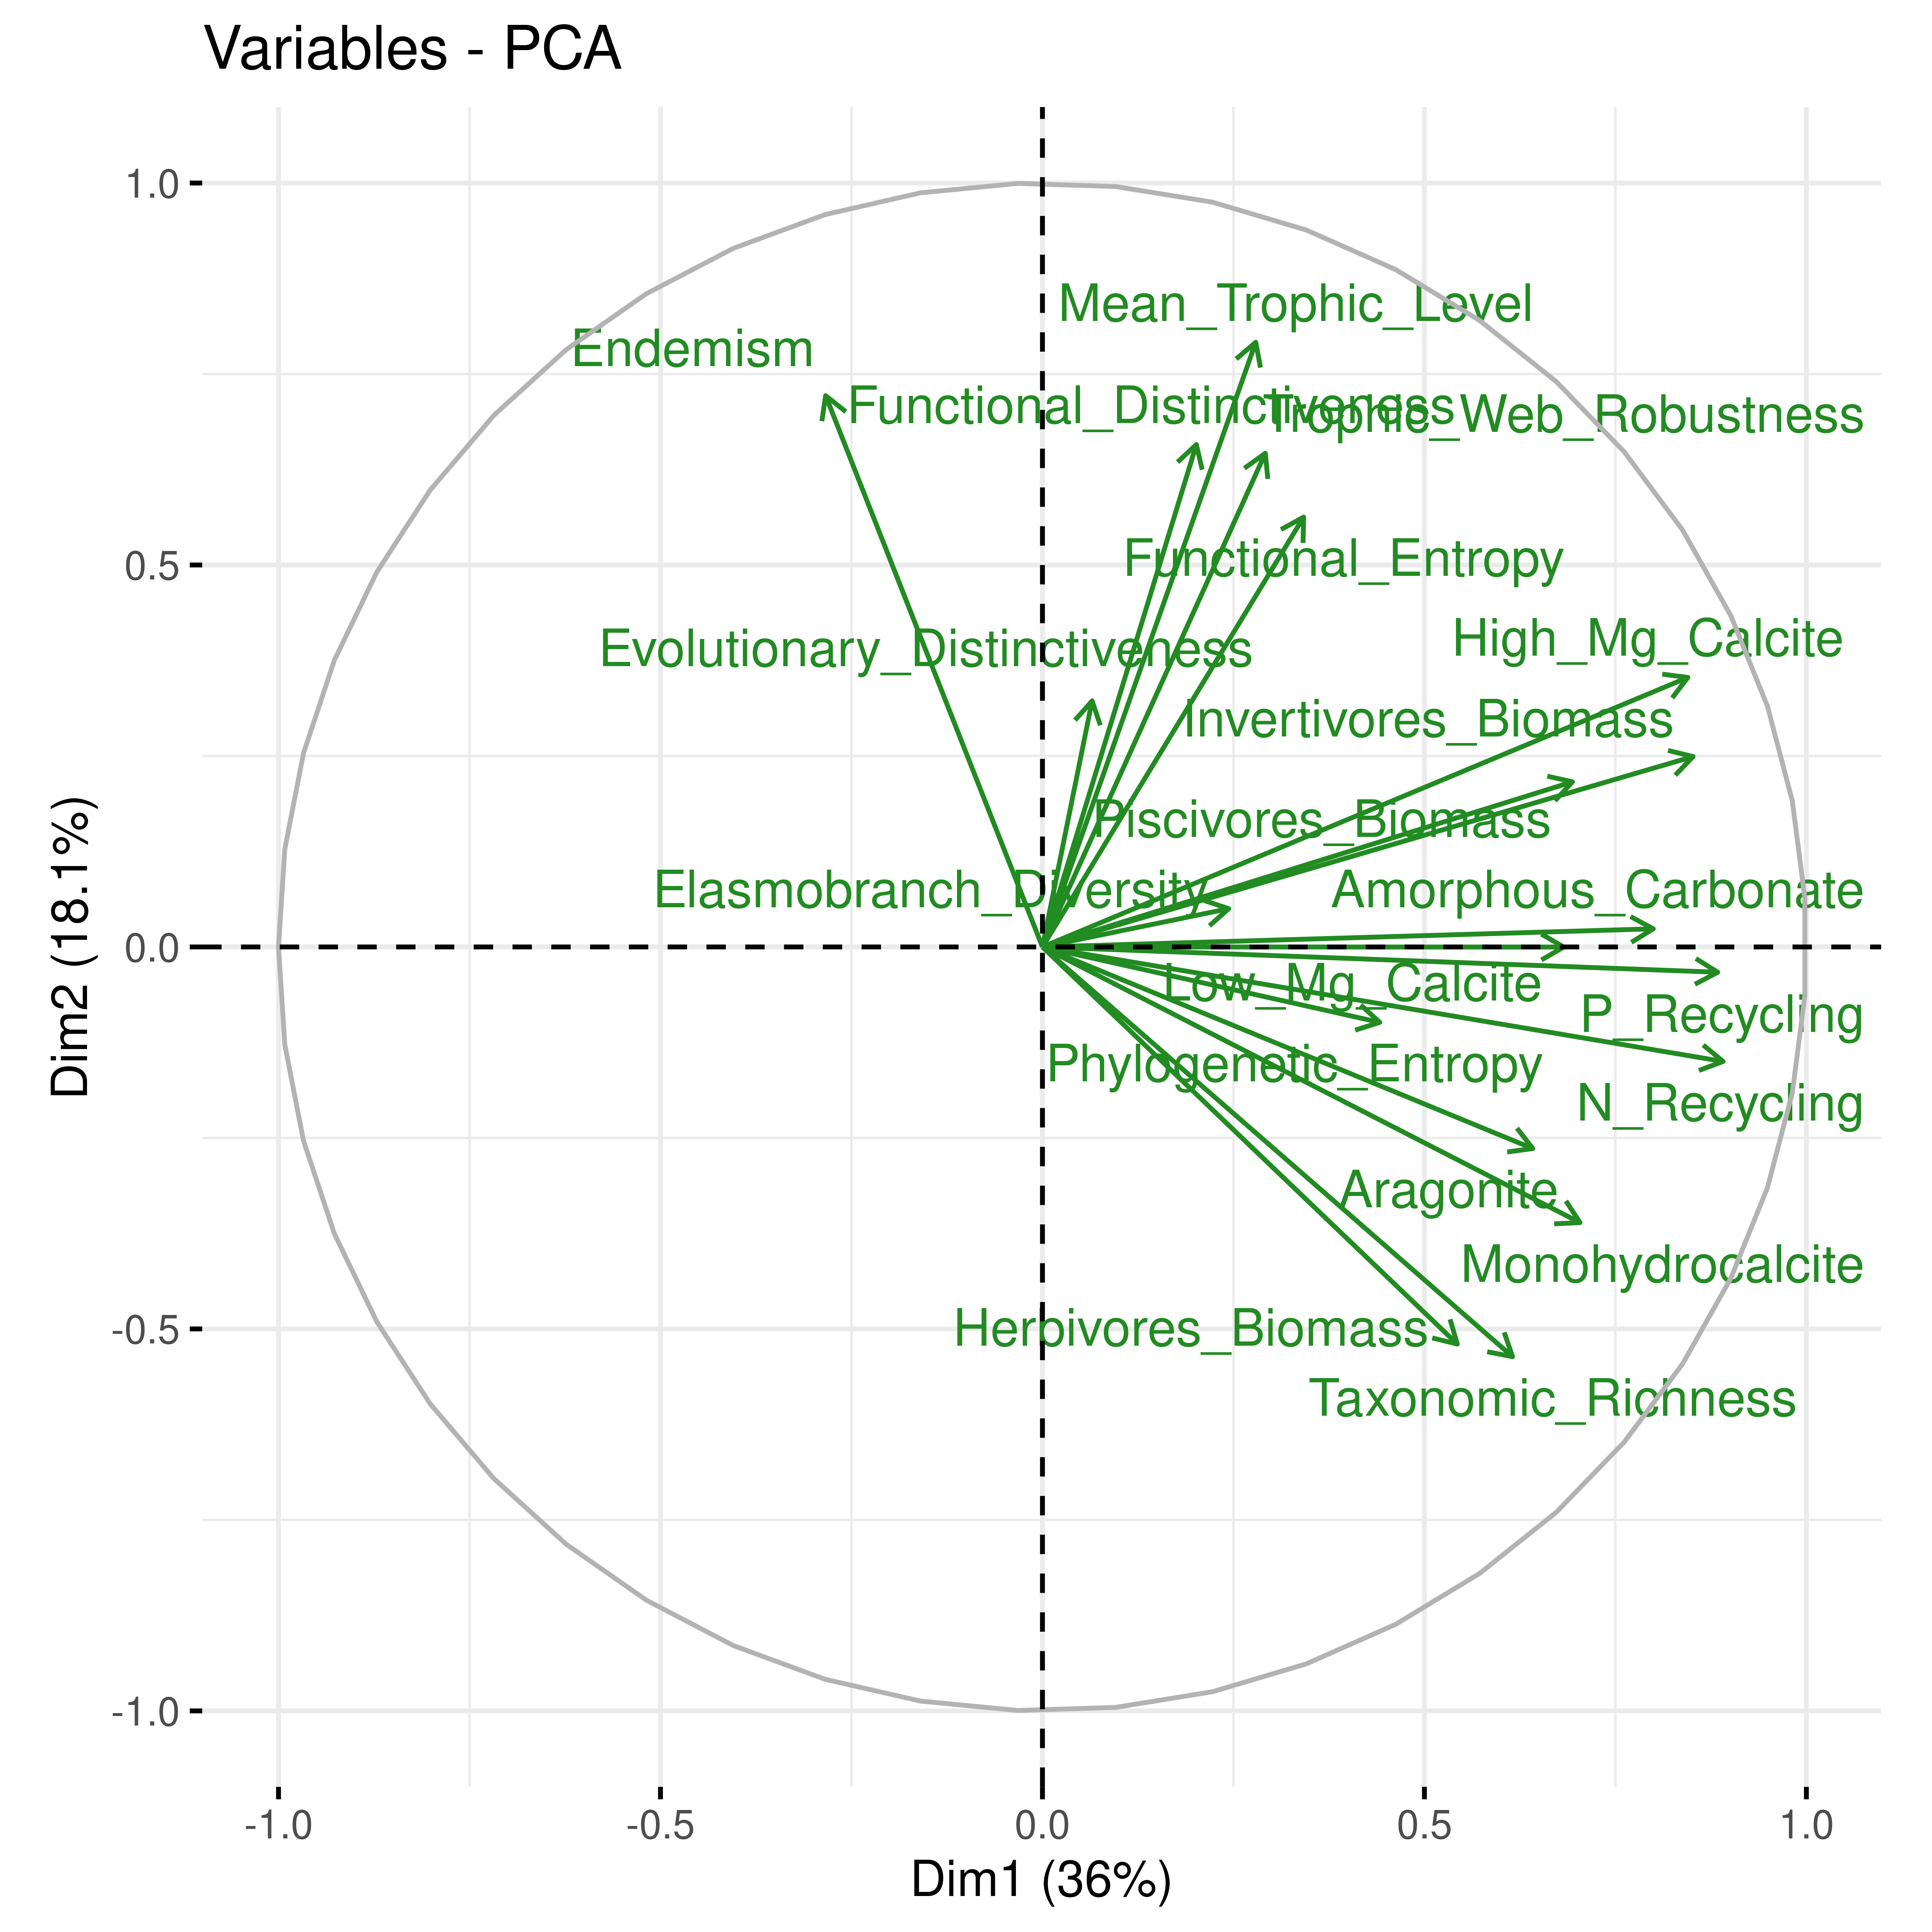 Variables - PCA
1.0
0.5
0.0
-0.5
-1.0
Dim2 (18.1%)
Mean_Trophic_Level
Endemism
Functional_Distinctiveness
Trophic_Web_Robustness
Functional_Entropy
High_Mg_Calcite
Evolutionary_Distinctiveness
Invertivores_Biomass
Piscivores_Biomass
Elasmobranch_Diversity
Amorphous_Carbonate
Low_Mg_Calcite
P_Recycling
Phylogenetic_Entropy
N_Recycling
Aragonite
Monohydrocalcite
Herbivores_Biomass
Taxonomic_Richness
-1.0
-0.5
0.0
0.5
1.0
Dim1 (36%)